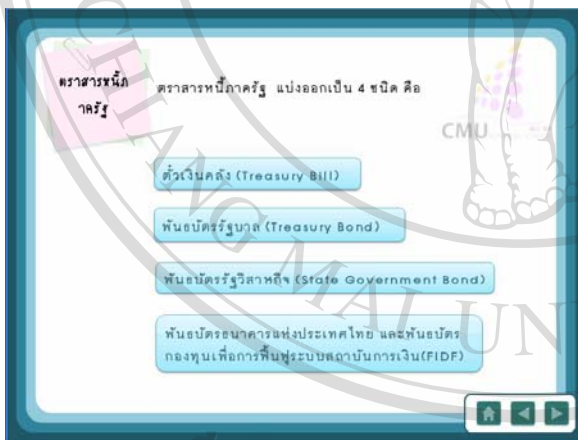 ตราสารหนี้ภ
าครัฐ
ตราสารหนี้ภาครัฐ แบ่งออกเป็น 4 ชนิด คือ
CMU
ตั๋วเงินคลัง (Treasury Bill)
พันธบัตรรัฐบาล (Treasury Bond)
พันธบัตรรัฐวิสาหกิจ (State Government Bond)
พันธบัตรธนาคารแห่งประเทศไทย และพันธบัตร
กองทุนเพื่อการฟื้นฟูระบบสถาบันการเงิน(FIDF)
CHIANG MAI UN